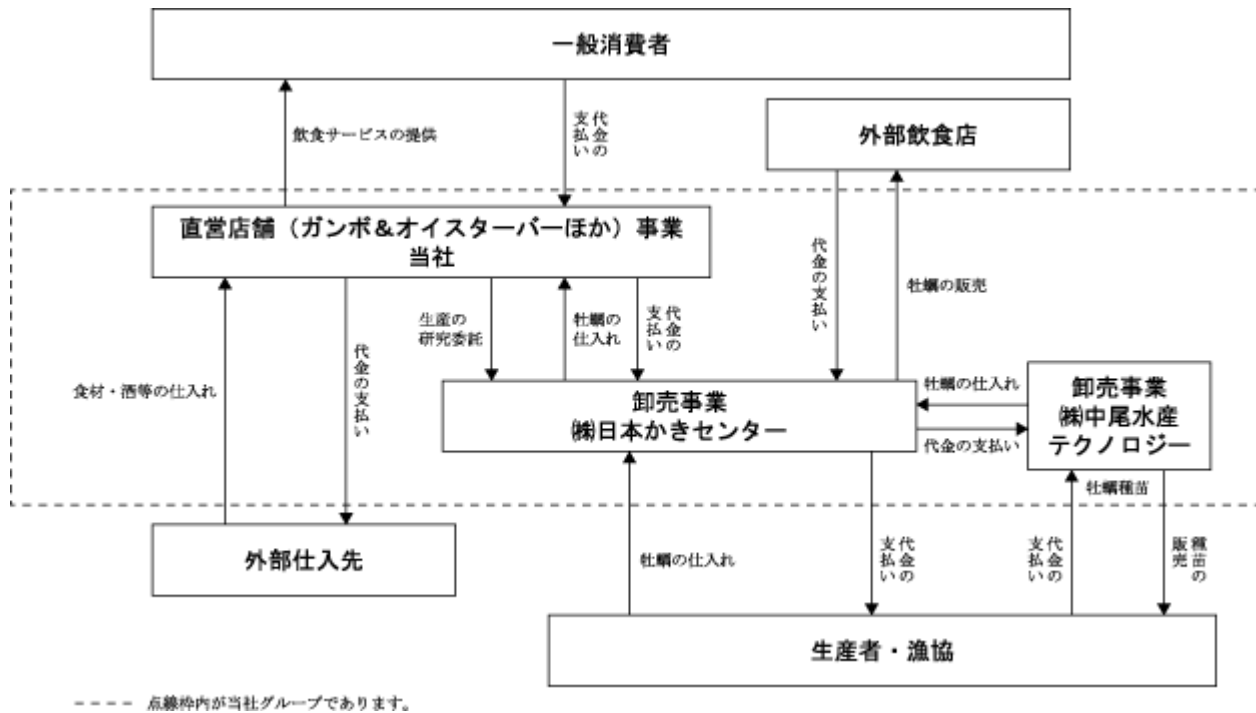 一般消費者
飲食サービスの提供
代金の
支払い
外部飲食店
直営店舗（ガンボ&オイスターバーほか）事業
当社
代金の支払い
牡蠣の販売
生産の
研究委託
牡蠣の
仕入れ
代金の
支払い
食材・酒等の仕入れ
代金の支払い
卸売事業
㈱日本かきセンター
牡蠣の仕入れ
代金の支払い
卸売事業
㈱中尾水産
テクノロジー
牡蠣種苗
外部仕入先
牡蠣の仕入れ
代金の
支払い
代金の
支払い
種苗の
販売
生産者・漁協
点線枠内が当社グループであります。